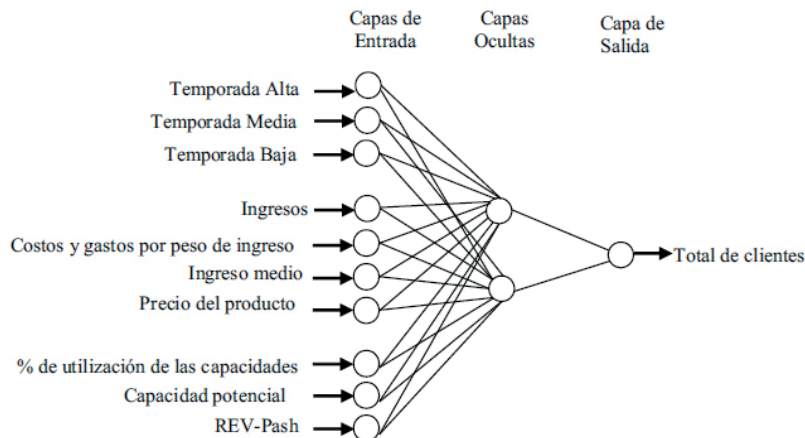 Capas de
Entrada
Capas
Ocultas
Capa de
Salida
Temporada Alta
Temporada Media
Temporada Baja
Ingresos
Costos y gastos por peso de ingreso
Ingreso medio
Precio del producto
% de utilización de las capacidades
Capacidad potencial
REV-Pash
Total de clientes